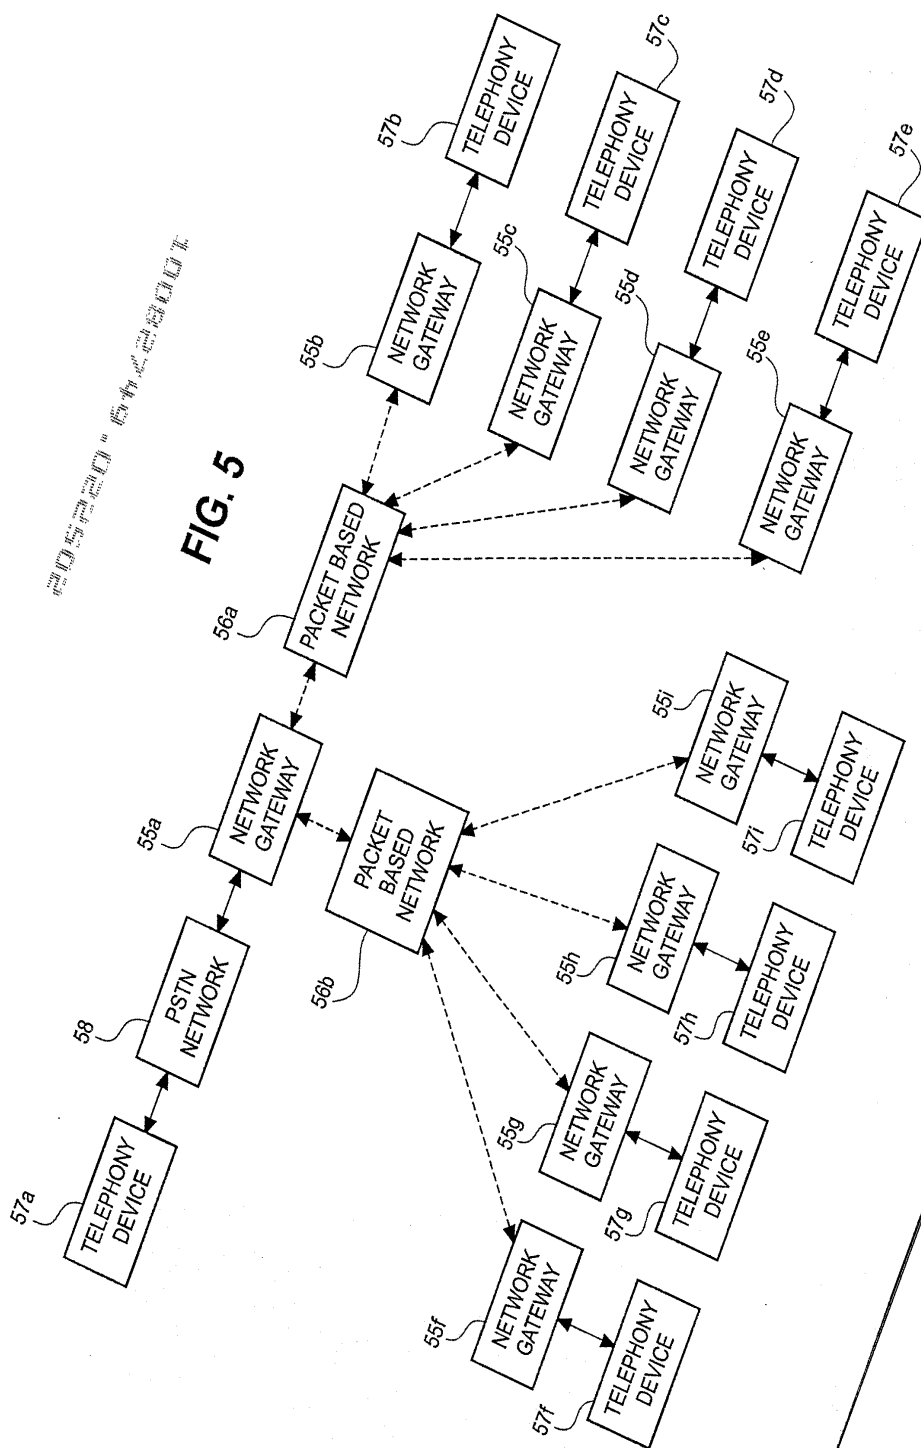 10087749.022502
FIG. 5
57a
TELEPHONY
DEVICE
58
PSTN
NETWORK
55a
NETWORK
GATEWAY
56a
PACKET BASED
NETWORK
55b
NETWORK
GATEWAY
57b
TELEPHONY
DEVICE
55c
NETWORK
GATEWAY
57c
TELEPHONY
DEVICE
55d
NETWORK
GATEWAY
57d
TELEPHONY
DEVICE
55e
NETWORK
GATEWAY
57e
TELEPHONY
DEVICE
56b
PACKET
BASED
NETWORK
55f
NETWORK
GATEWAY
57f
TELEPHONY
DEVICE
55g
NETWORK
GATEWAY
57g
TELEPHONY
DEVICE
55h
NETWORK
GATEWAY
57h
TELEPHONY
DEVICE
55i
NETWORK
GATEWAY
57i
TELEPHONY
DEVICE